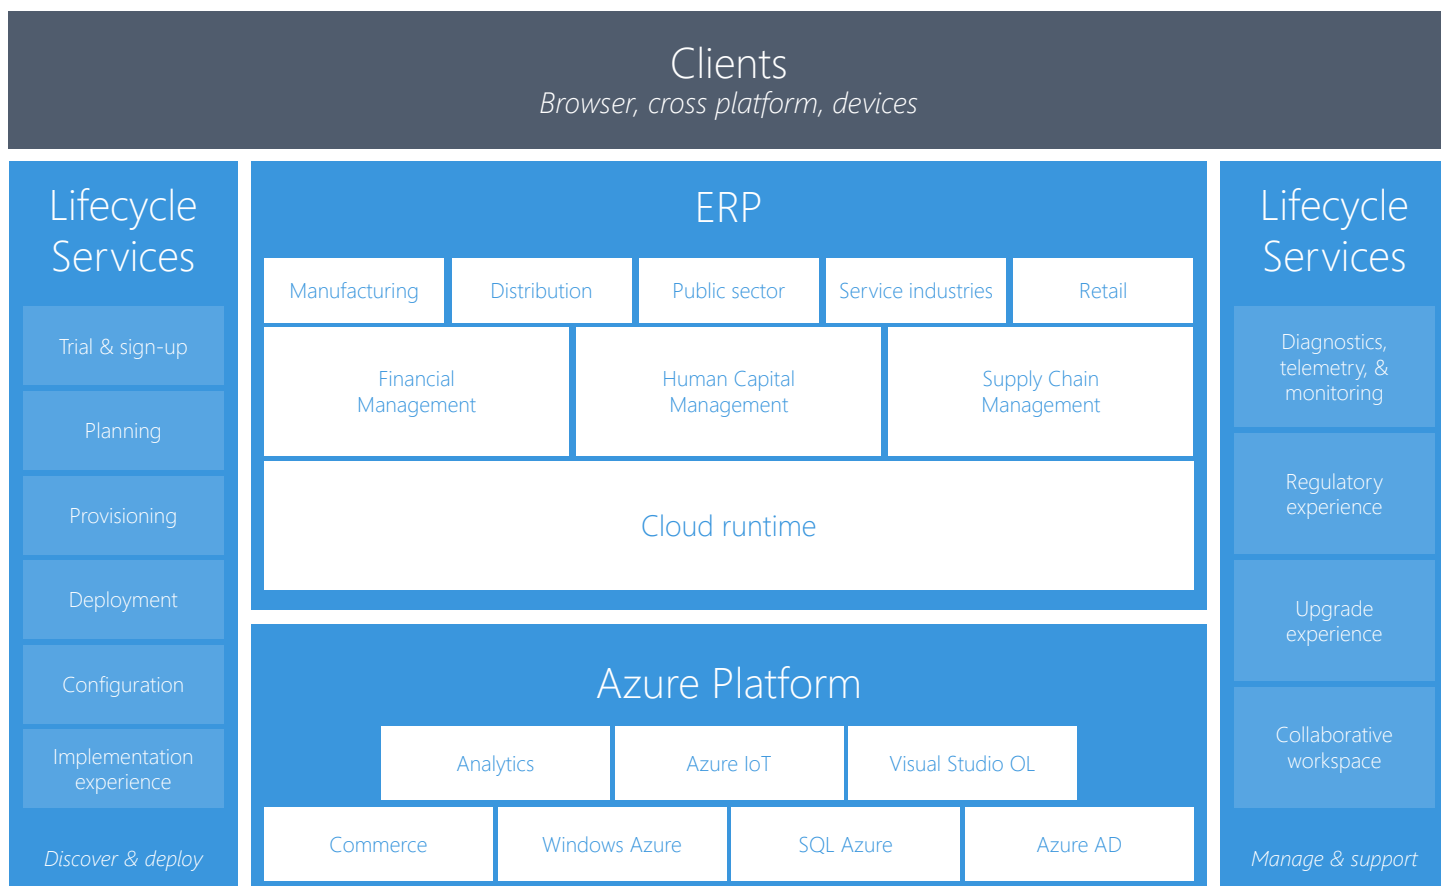 Clients
Browser, cross platform, devices
Lifecycle
Services
Trial & sign-up
Planning
Provisioning
Deployment
Configuration
Implementation
experience
Discover & deploy
ERP
Manufacturing
Distribution
Public sector
Service industries
Retail
Financial
Management
Human Capital
Management
Supply Chain
Management
Cloud runtime
Azure Platform
Analytics
Azure IoT
Visual Studio OL
Commerce
Windows Azure
SQL Azure
Azure AD
Lifecycle
Services
Diagnostics,
telemetry, &
monitoring
Regulatory
experience
Upgrade
experience
Collaborative
workspace
Manage & support